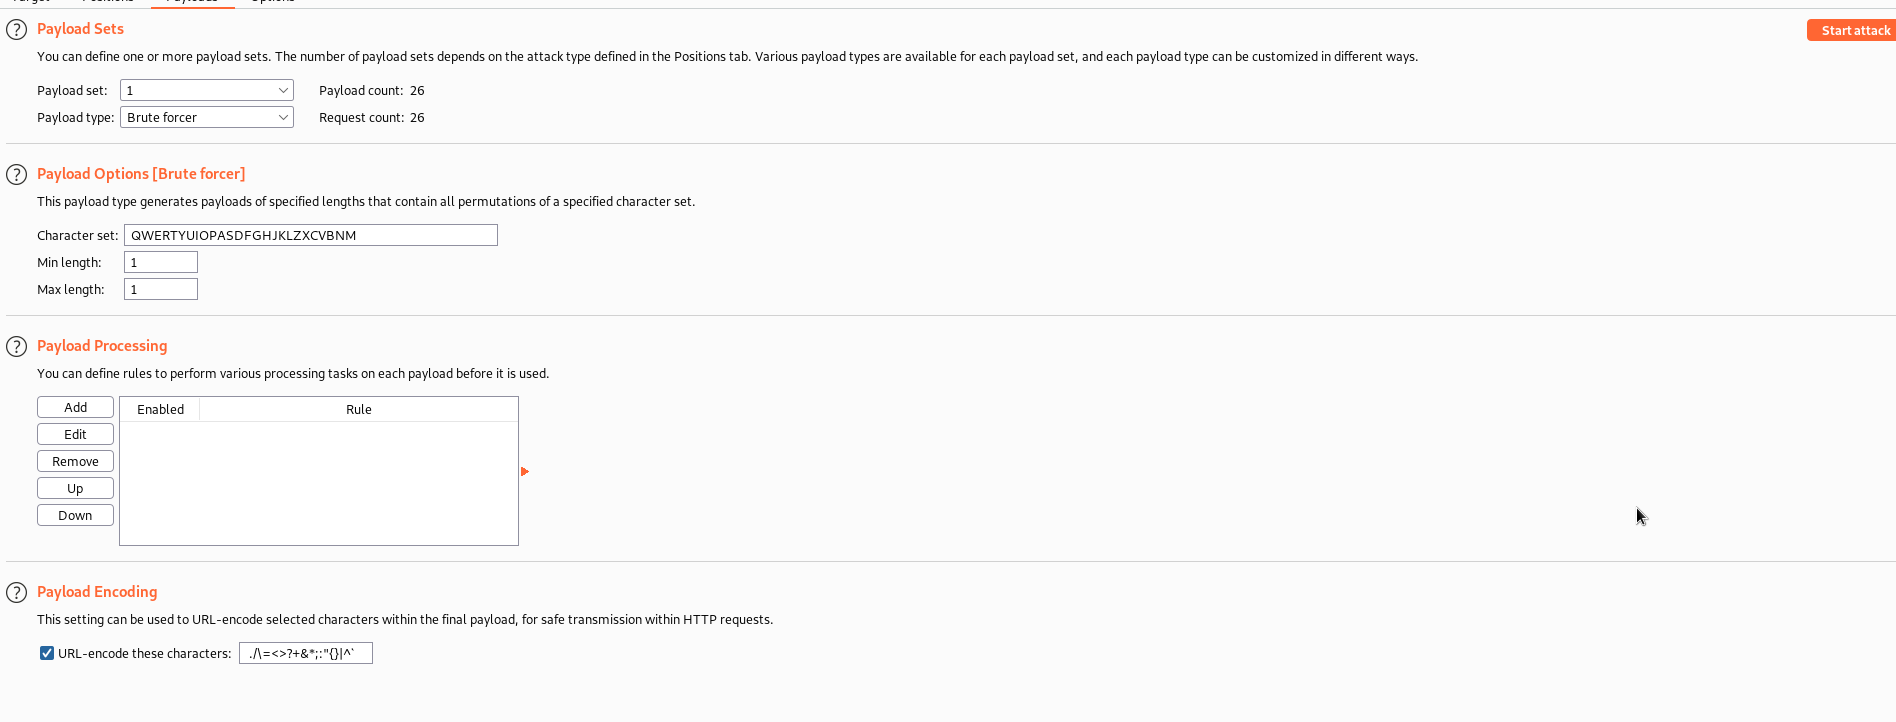 Target Positions Payloads Options
Payload Sets
Start attack
You can define one or more payload sets. The number of payload sets depends on the attack type defined in the Positions tab. Various payload types are available for each payload set, and each payload type can be customized in different ways.
Payload set: 1 Payload count: 26
Payload type: Brute forcer Request count: 26
Payload Options [Brute forcer]
This payload type generates payloads of specified lengths that contain all permutations of a specified character set.
Character set: QWERTYUIOPASDFGHJKLZXCVBNM
Min length: 1
Max length: 1
Payload Processing
You can define rules to perform various processing tasks on each payload before it is used.
Add
Enabled Rule
Edit
Remove
Up
Down
Payload Encoding
This setting can be used to URL-encode selected characters within the final payload, for safe transmission within HTTP requests.
URL-encode these characters: ./\=<>?+&*;:"{}|^`